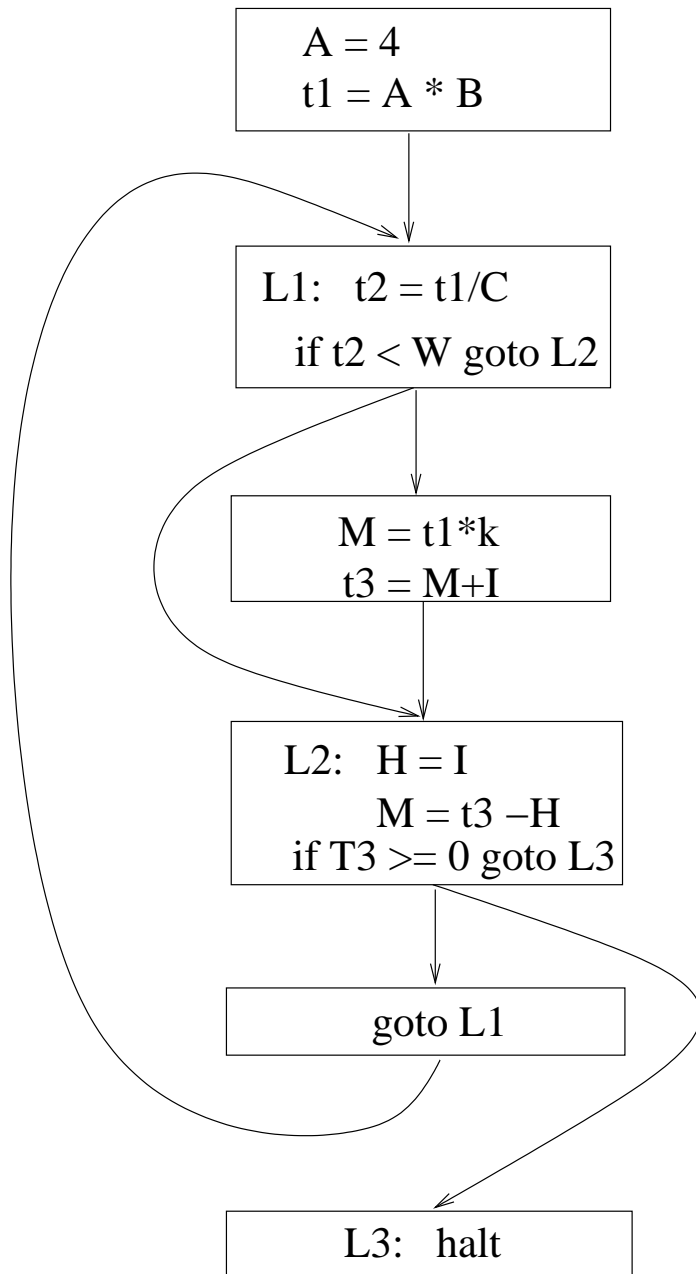 A = 4
t1 = A * B
L1: t2 = t1/C
if t2 < W goto L2
M = t1*k
t3 = M+I
L2: H = I
M = t3 −H
if T3 >= 0 goto L3
goto L1
L3: halt